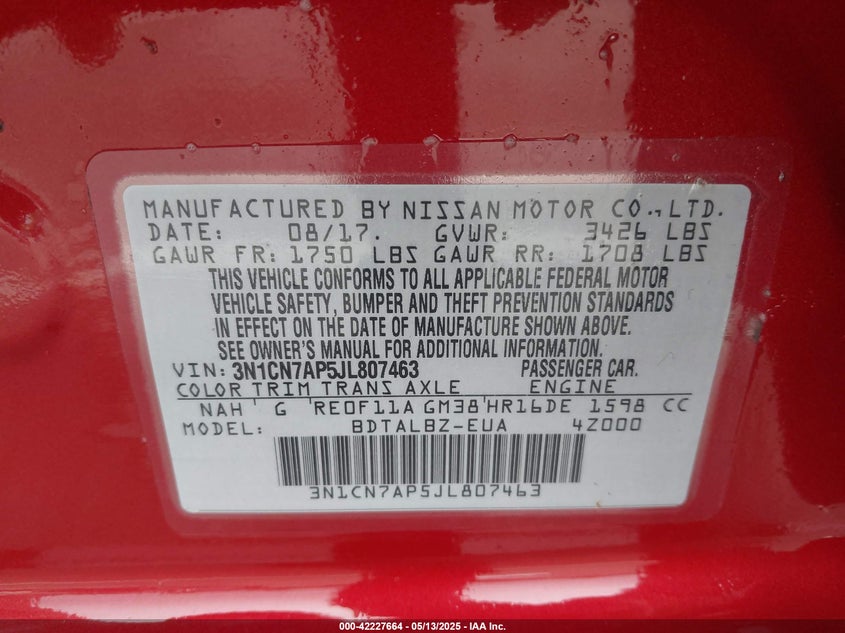 MANUFACTURED BY NISSAN MOTOR CO., LTD.
DATE: 08/17. GVWR: 3426 LBS
GAWR FR: 1750 LBS GAWR RR: 1708 LBS
THIS VEHICLE CONFORMS TO ALL APPLICABLE FEDERAL MOTOR
VEHICLE SAFETY, BUMPER AND THEFT PREVENTION STANDARDS
IN EFFECT ON THE DATE OF MANUFACTURE SHOWN ABOVE.
SEE OWNER'S MANUAL FOR ADDITIONAL INFORMATION
VIN: 3N1CN7AP5JL807463 PASSENGER CAR.
COLOR TRIM TRANS AXLE ENGINE
NAH G RE0F11A GM38 HR16DE 1598 CC
MODEL: BDTALBZ-EUA 4Z000
3N1CN7AP5JL807463
000-42227664 - 05/13/2025 - IAA Inc.